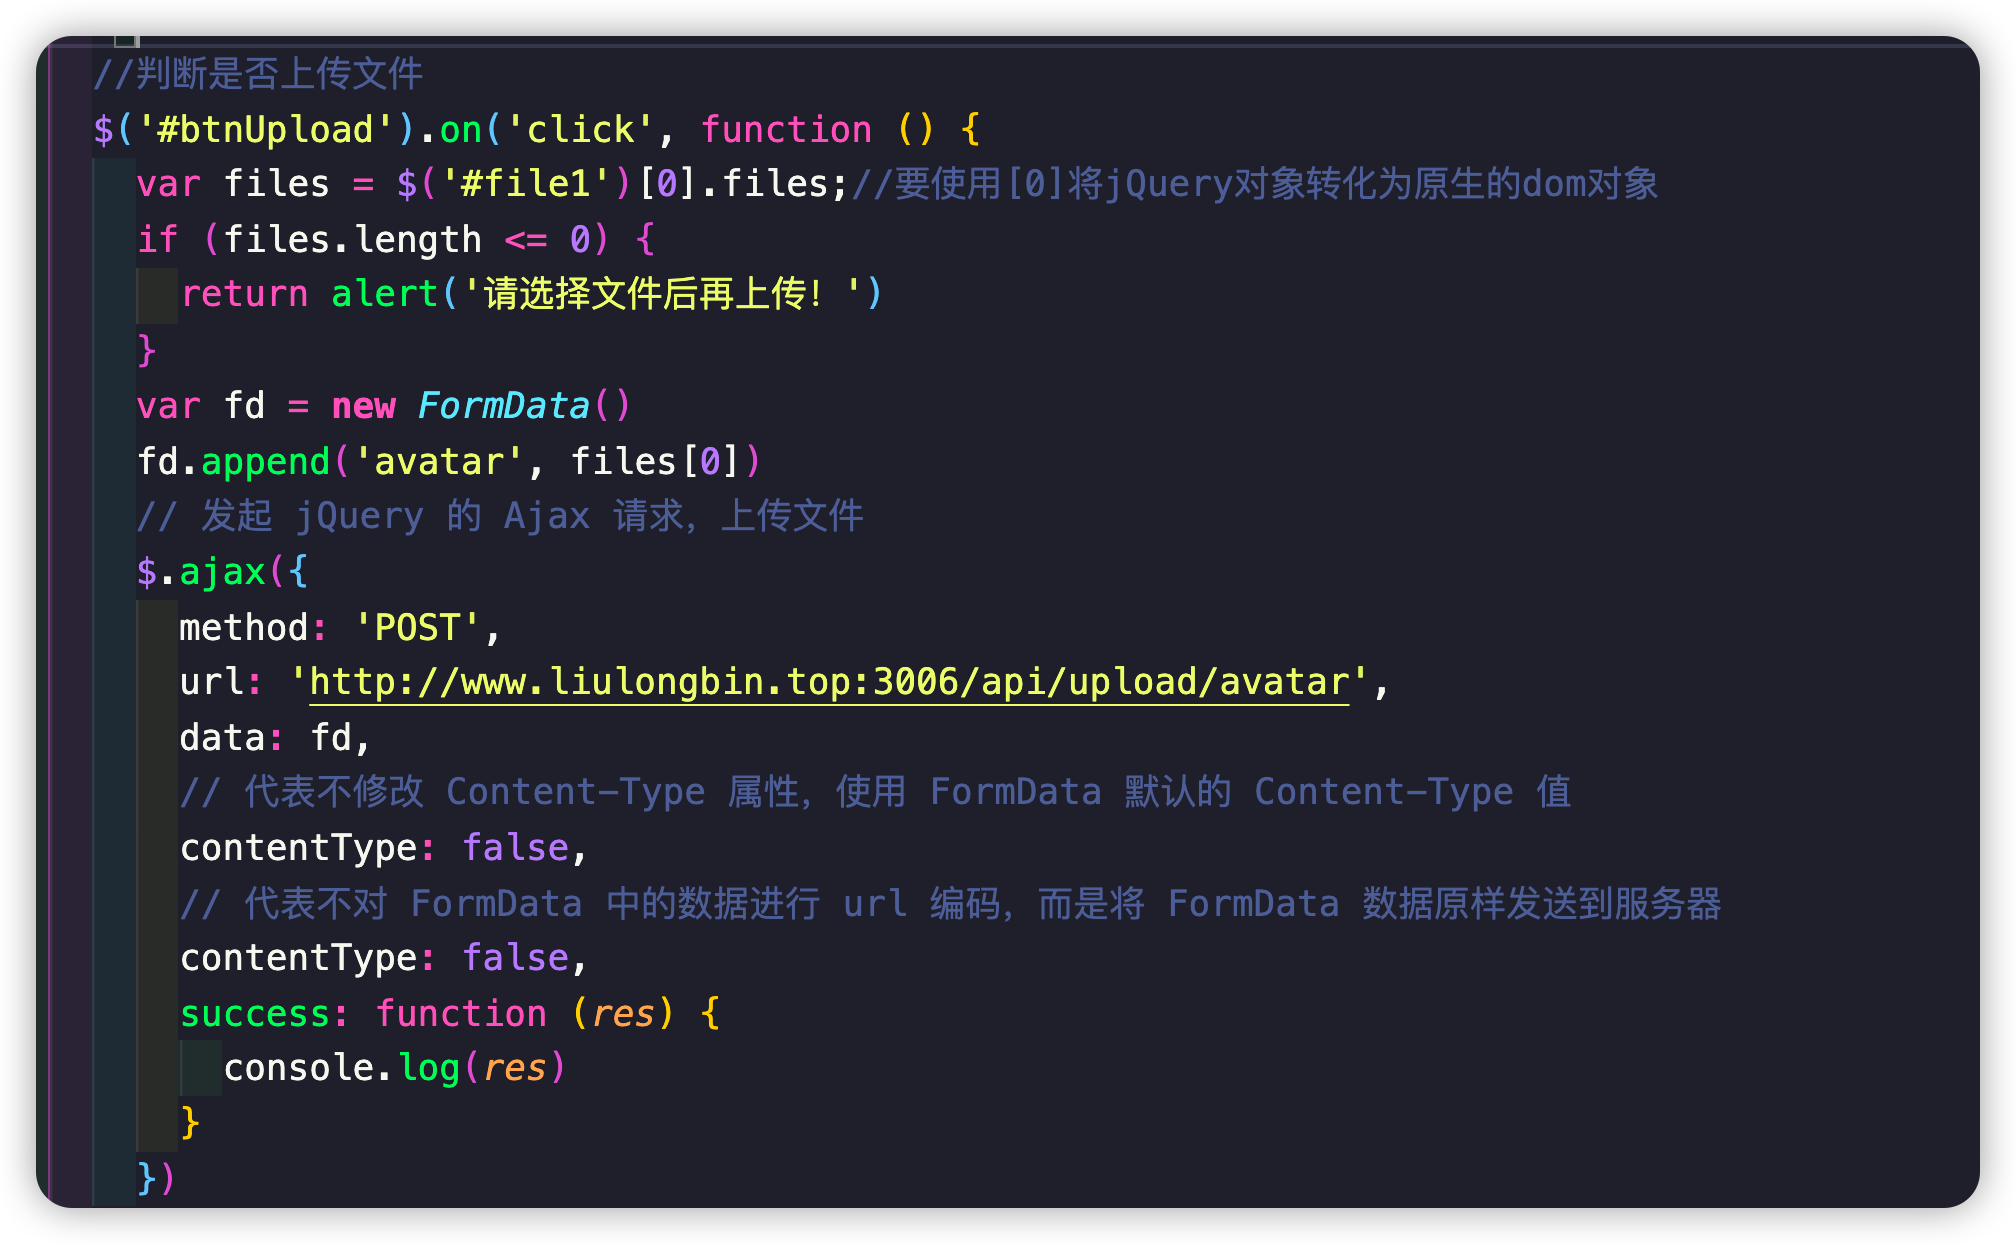 //判断是否上传文件
$('#btnUpload').on('click', function () {
var files = $('#file1')[0].files;//要使用[0]将jQuery对象转化为原生的dom对象
if (files.length <= 0) {
return alert('请选择文件后再上传！')
}
var fd = new FormData()
fd.append('avatar', files[0])
// 发起 jQuery 的 Ajax 请求，上传文件
$.ajax({
method: 'POST',
url: 'http://www.liulongbin.top:3006/api/upload/avatar',
data: fd,
// 代表不修改 Content-Type 属性，使用 FormData 默认的 Content-Type 值
contentType: false,
// 代表不对 FormData 中的数据进行 url 编码，而是将 FormData 数据原样发送到服务器
contentType: false,
success: function (res) {
console.log(res)
}
})